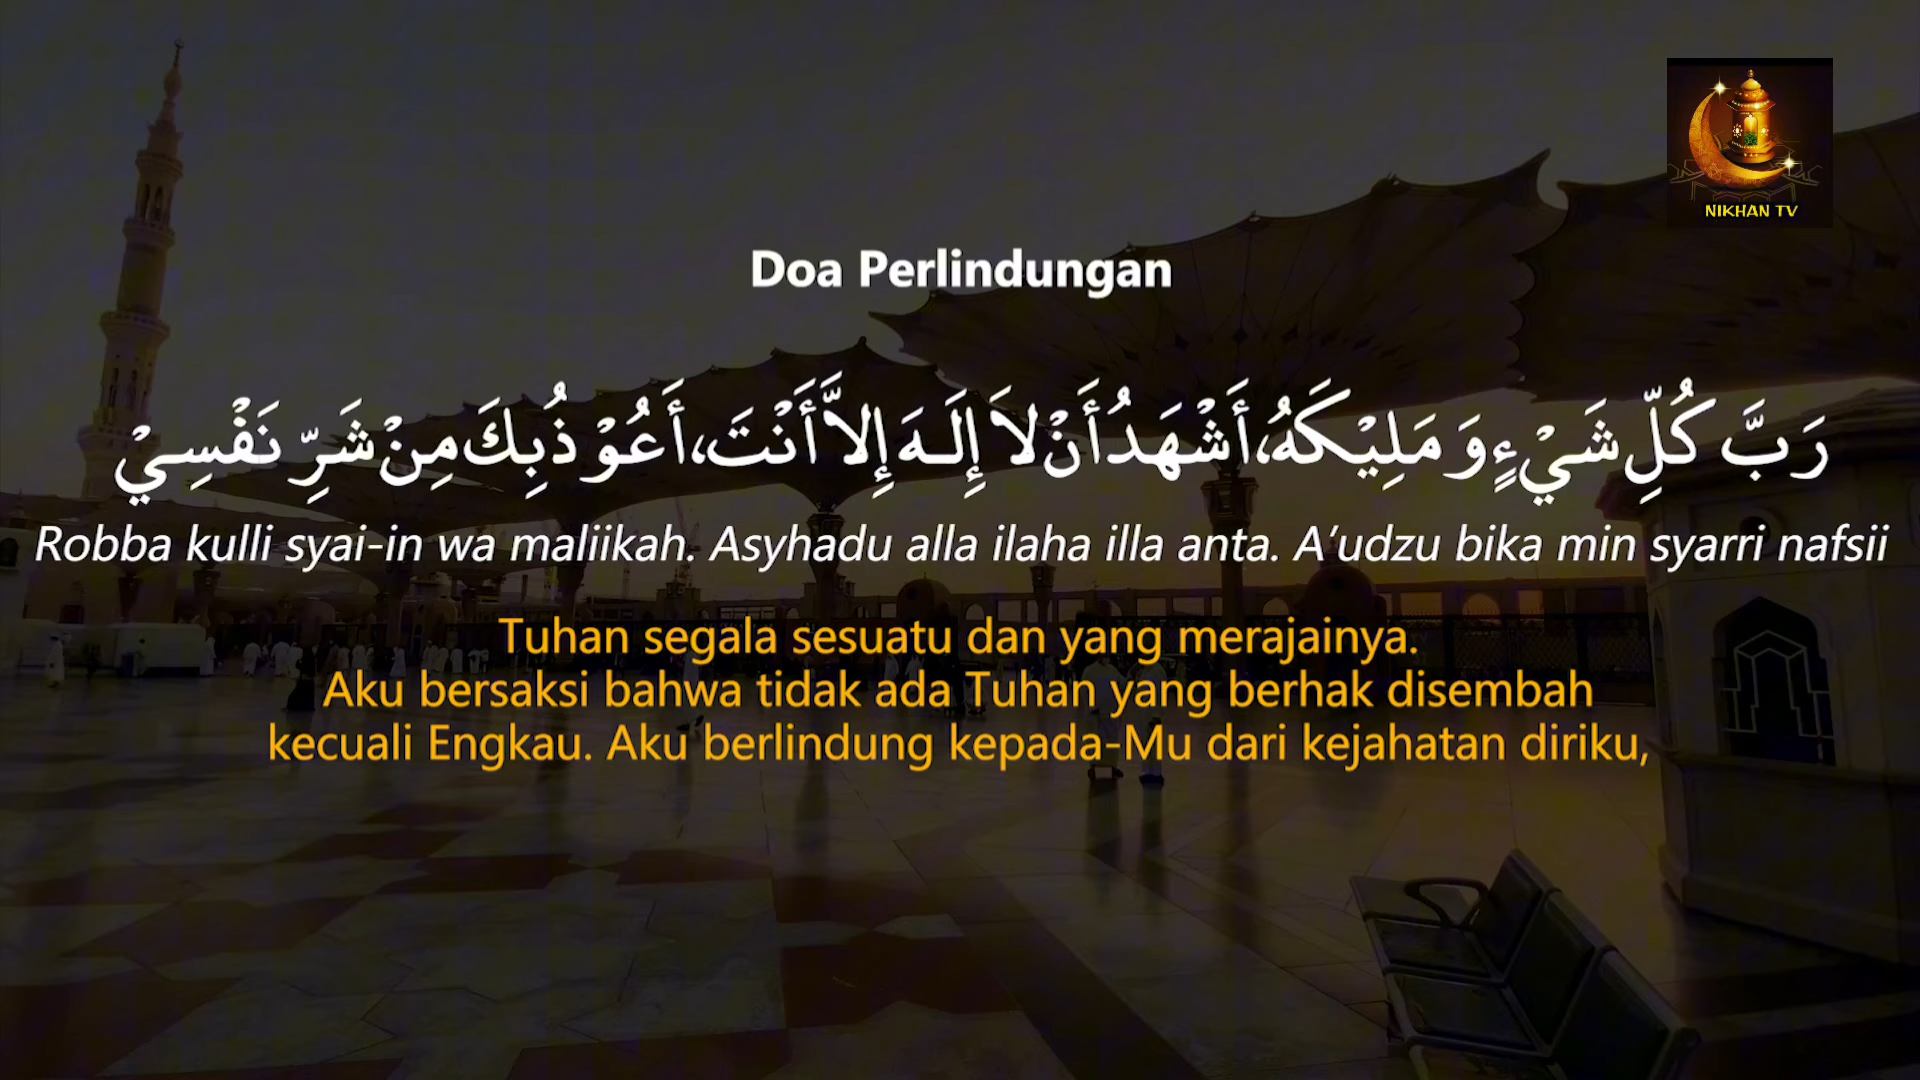 NIKHAN TV
Doa Perlindungan
رَبَّ كُلِّ شَيْءٍ وَ مَلِيْكَهُ، أَشْهَدُ أَنْ لاَ إِلَـهَ إِلاَّ أَنْتَ، أَعُوْذُ بِكَ مِنْ شَرِّ نَفْسِيْ
Robba kulli syai-in wa maliikah. Asyhadu alla ilaha illa anta. A’udzu bika min syarri nafsii
Tuhan segala sesuatu dan yang merajainya.
Aku bersaksi bahwa tidak ada Tuhan yang berhak disembah
kecuali Engkau. Aku berlindung kepada-Mu dari kejahatan diriku,